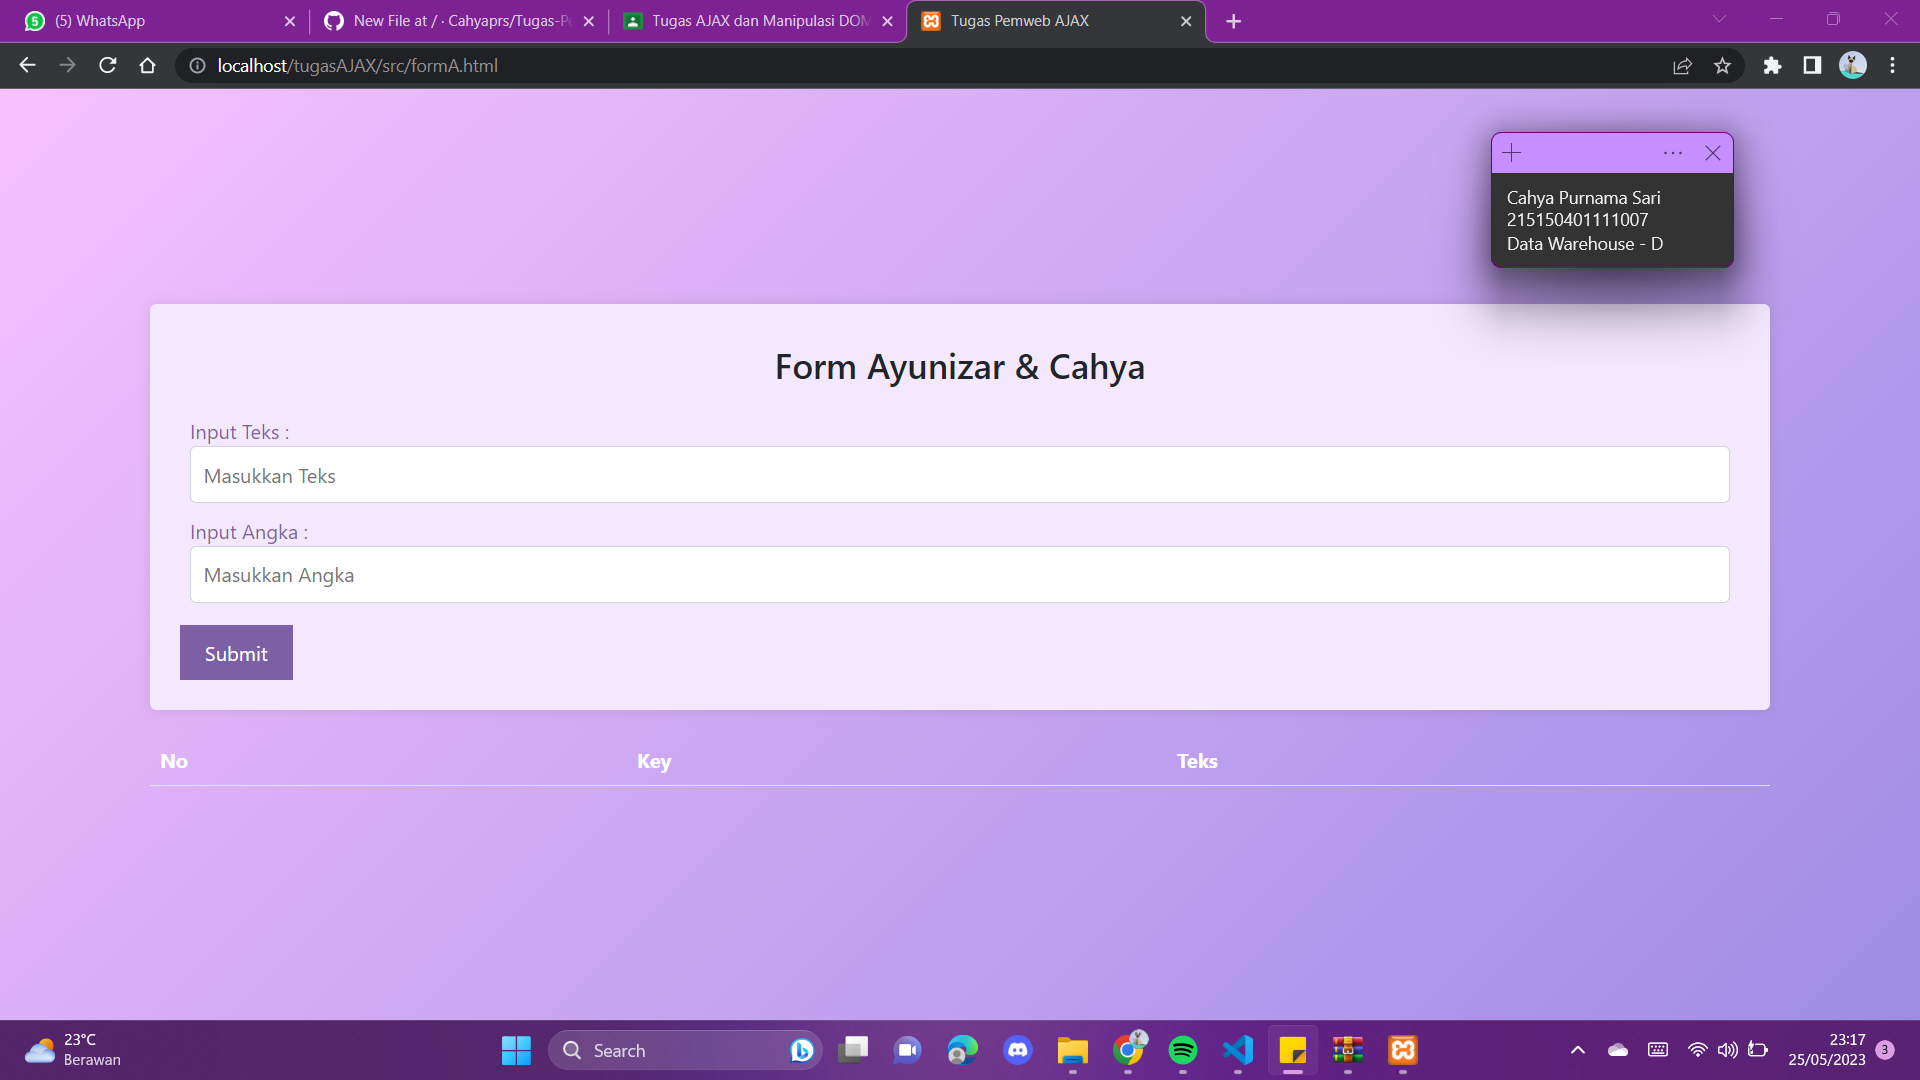 (5) WhatsApp
New File at / · Cahyaprs/Tugas-Pe
Tugas AJAX dan Manipulasi DOM
Tugas Pemweb AJAX
localhost/tugasAJAX/src/formA.html
Cahya Purnama Sari
215150401111007
Data Warehouse - D
Form Ayunizar & Cahya
Input Teks :
Masukkan Teks
Input Angka :
Masukkan Angka
Submit
No Key Teks
23°C
Berawan
Search
23:17
25/05/2023
3